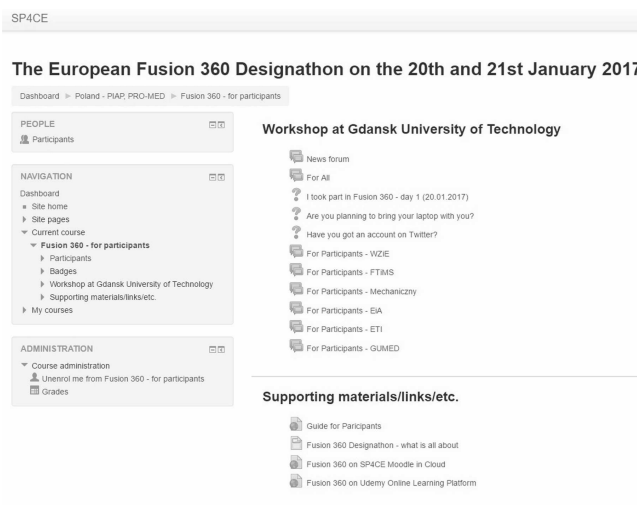 SP4CE
The European Fusion 360 Designathon on the 20th and 21st January 2017
Dashboard ► Poland - PIAP, PRO-MED ► Fusion 360 - for participants
PEOPLE
Participants
NAVIGATION
Dashboard
Site home
Site pages
Current course
Fusion 360 - for participants
Participants
Badges
Workshop at Gdansk University of Technology
Supporting materials/links/etc.
My courses
ADMINISTRATION
Course administration
Unenrol me from Fusion 360 - for participants
Grades
Workshop at Gdansk University of Technology
News forum
For All
I took part in Fusion 360 - day 1 (20.01.2017)
Are you planning to bring your laptop with you?
Have you got an account on Twitter?
For Participants - WZiE
For Participants - FTiMS
For Participants - Mechaniczny
For Participants - EiA
For Participants - ETI
For Participants - GUMED
Supporting materials/links/etc.
Guide for Paricipants
Fusion 360 Designathon - what is all about
Fusion 360 on SP4CE Moodle in Cloud
Fusion 360 on Udemy Online Learning Platform